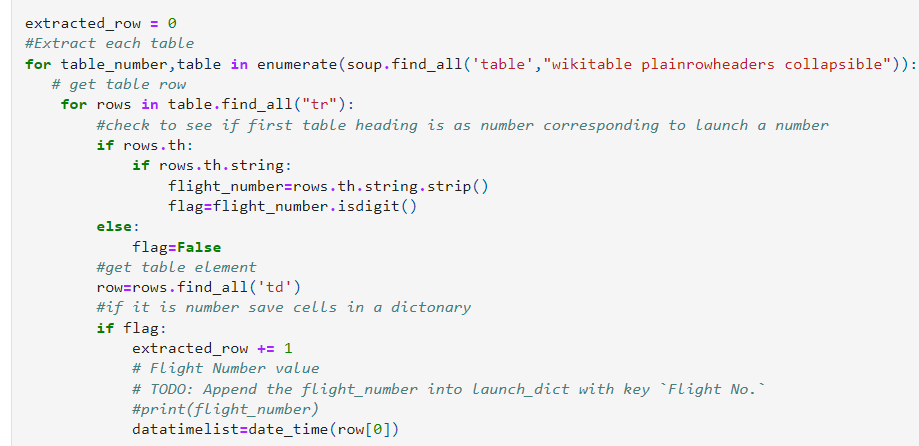 extracted_row = 0
#Extract each table
for table_number,table in enumerate(soup.find_all('table',"wikitable plainrowheaders collapsible")):
   # get table row
    for rows in table.find_all("tr"):
        #check to see if first table heading is as number corresponding to launch a number
        if rows.th:
            if rows.th.string:
                flight_number=rows.th.string.strip()
                flag=flight_number.isdigit()
        else:
            flag=False
        #get table element
        row=rows.find_all('td')
        #if it is number save cells in a dictonary
        if flag:
            extracted_row += 1
            # Flight Number value
            # TODO: Append the flight_number into launch_dict with key `Flight No.`
            #print(flight_number)
            datatimelist=date_time(row[0])